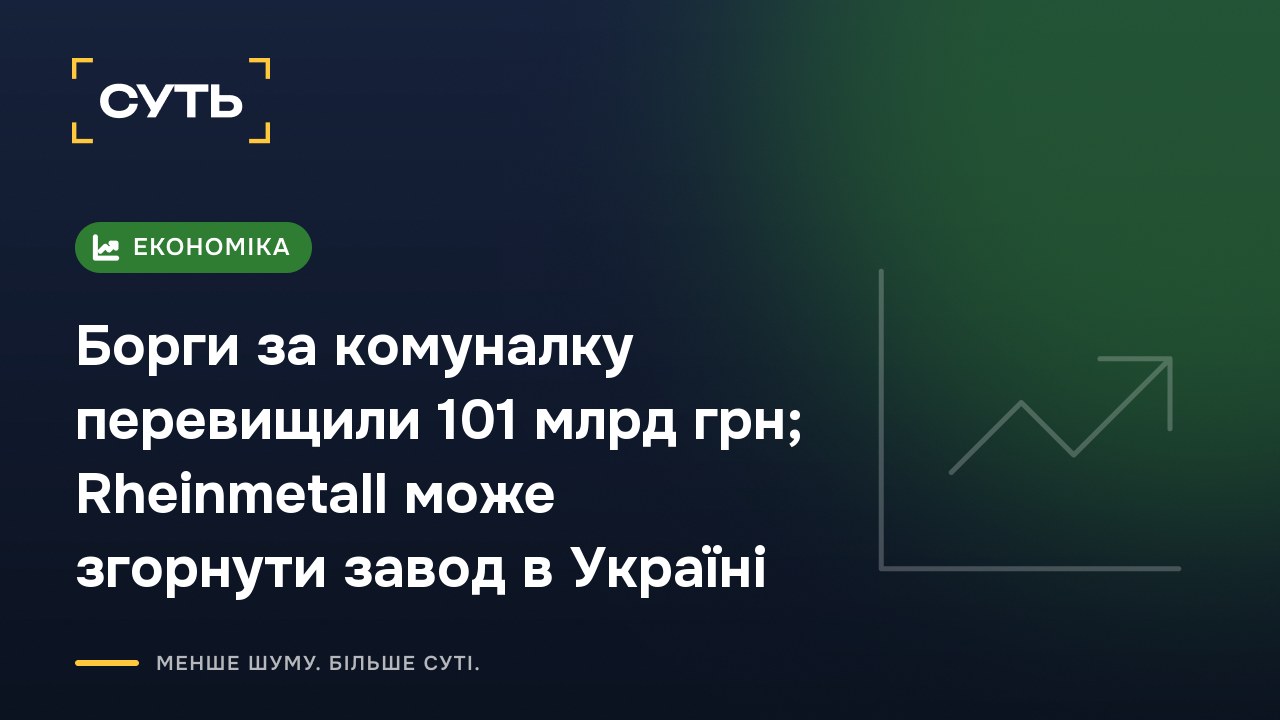 СУТЬ
ЕКОНОМІКА
Борги за комуналку
перевищили 101 млрд грн;
Rheinmetall може
згорнути завод в Україні
МЕНШЕ ШУМУ. БІЛЬШЕ СУТІ.